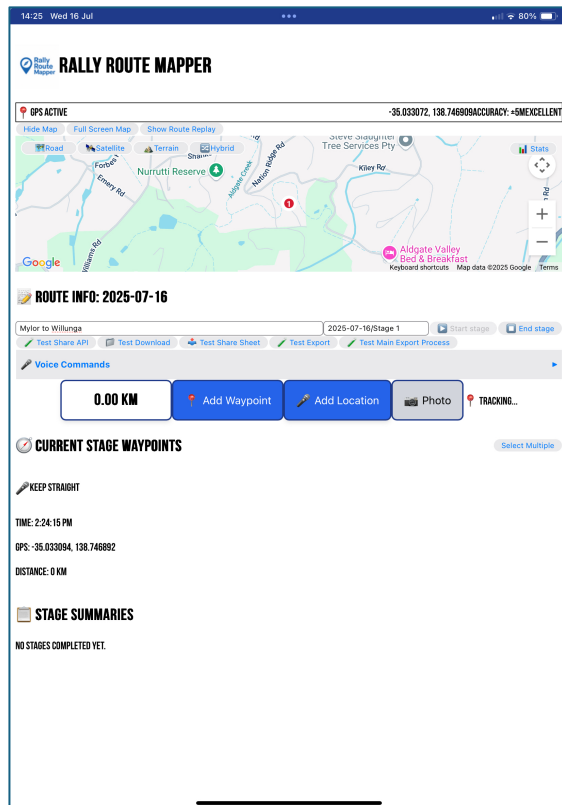 14:25 Wed 16 Jul
80%
Rally Route Mapper
RALLY ROUTE MAPPER
GPS ACTIVE
-35.033072, 138.746909ACCURACY: ±5MEXCELLENT
Hide Map Full Screen Map Show Route Replay
Road Satellite Terrain Hybrid
Stats
Steve Slaughter
Tree Services Pty
Forbes
Emery Rd
Nurrutti Reserve
Aldgate Creek
Nation Ridge Rd
Kiley Rd
Rd
1
Williams Rd
Aldgate Valley
Bed & Breakfast
Google
Keyboard shortcuts Map data ©2025 Google Terms
ROUTE INFO: 2025-07-16
Mylor to Willunga
2025-07-16/Stage 1
Start stage End stage
Test Share API Test Download Test Share Sheet Test Export Test Main Export Process
Voice Commands
0.00 KM
Add Waypoint
Add Location
Photo
TRACKING...
CURRENT STAGE WAYPOINTS
Select Multiple
KEEP STRAIGHT
TIME: 2:24:15 PM
GPS: -35.033094, 138.746892
DISTANCE: 0 KM
STAGE SUMMARIES
NO STAGES COMPLETED YET.